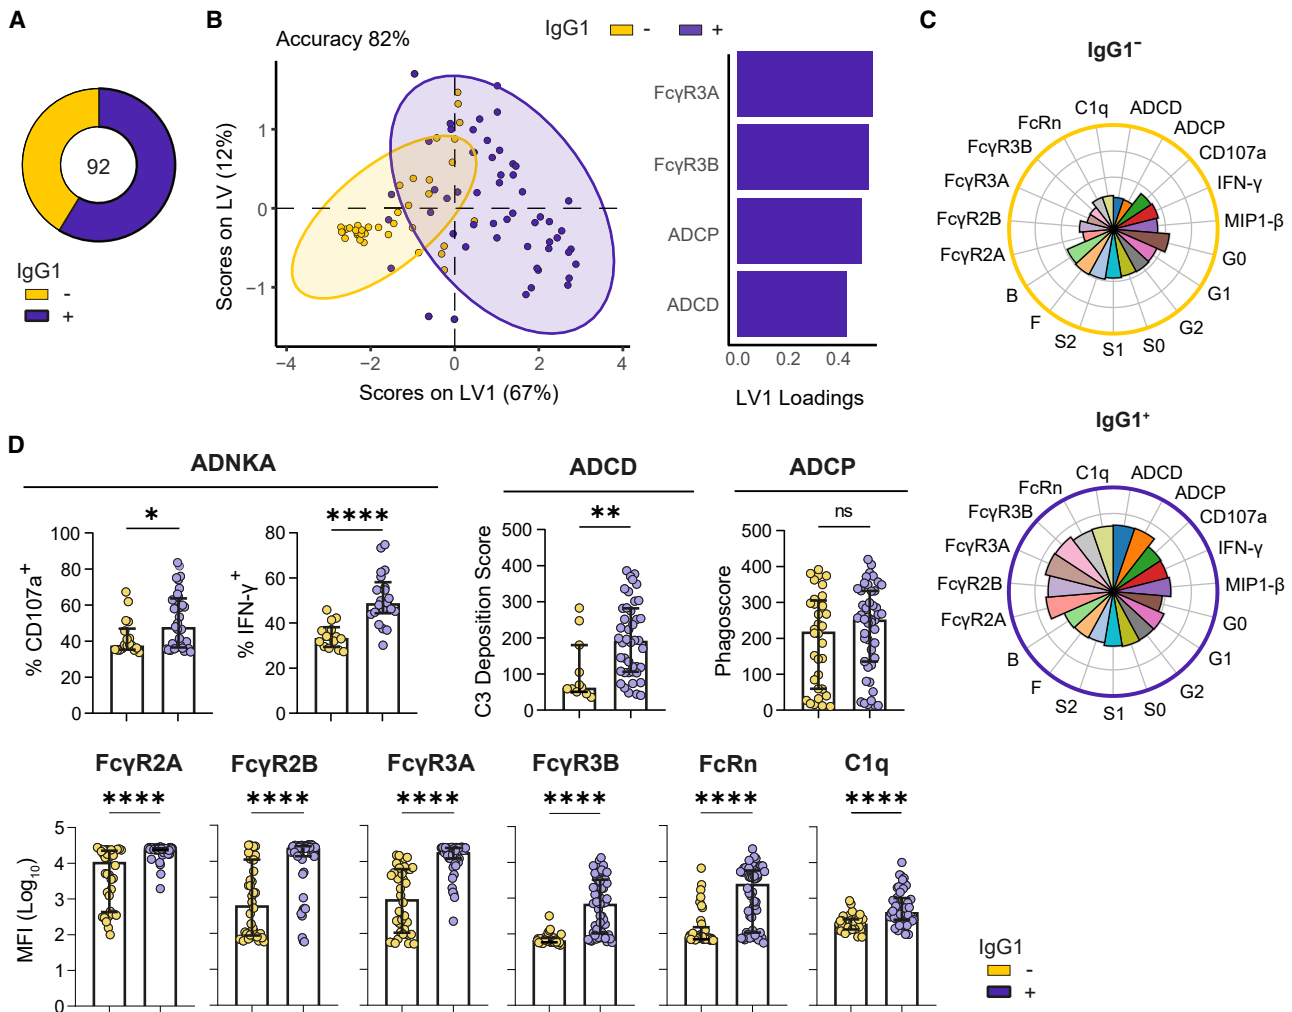 A
92
IgG1
-
+
B
Accuracy 82%
IgG1 - +
Scores on LV (12%)
1
0
−1
−4 −2 0 2 4
Scores on LV1 (67%)
FcγR3A
FcγR3B
ADCP
ADCD
0.0 0.2 0.4
LV1 Loadings
C
IgG1⁻
C1q
ADCD
ADCP
CD107a
IFN-γ
MIP1-β
G0
G1
G2
S0
S1
S2
F
B
FcγR2A
FcγR2B
FcγR3A
FcγR3B
FcRn
IgG1⁺
C1q
ADCD
ADCP
CD107a
IFN-γ
MIP1-β
G0
G1
G2
S0
S1
S2
F
B
FcγR2A
FcγR2B
FcγR3A
FcγR3B
FcRn
D
ADNKA
% CD107a⁺
100
80
60
40
20
0
*
% IFN-γ⁺
80
60
40
20
0
****
ADCD
C3 Deposition Score
500
400
300
200
100
0
**
ADCP
Phagoscore
500
400
300
200
100
0
ns
FcγR2A FcγR2B FcγR3A FcγR3B FcRn C1q
**** **** **** **** **** ****
MFI (Log₁₀)
5
4
3
2
1
0
IgG1
-
+